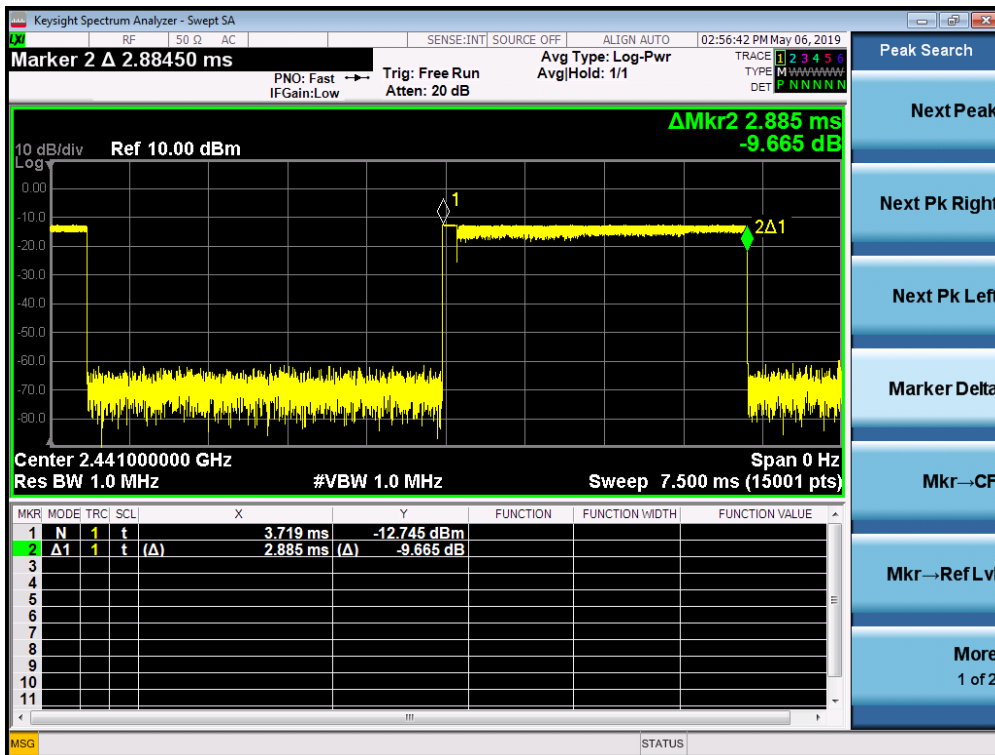 Keysight Spectrum Analyzer - Swept SA
LXI RF 50 Ω AC SENSE:INT SOURCE OFF ALIGN AUTO 02:56:42 PM May 06, 2019
Marker 2 Δ 2.88450 ms
PNO: Fast
IFGain:Low
Trig: Free Run
Atten: 20 dB
Avg Type: Log-Pwr
Avg|Hold: 1/1
TRACE 1 2 3 4 5 6
TYPE M WWWWW
DET P N N N N N
ΔMkr2 2.885 ms
-9.665 dB
10 dB/div Ref 10.00 dBm
Log
0.00
-10.0
-20.0
-30.0
-40.0
-50.0
-60.0
-70.0
-80.0
1
2Δ1
Center 2.441000000 GHz Span 0 Hz
Res BW 1.0 MHz #VBW 1.0 MHz Sweep 7.500 ms (15001 pts)
MKR MODE TRC SCL X Y FUNCTION FUNCTION WIDTH FUNCTION VALUE
1 N 1 t 3.719 ms -12.745 dBm
2 Δ1 1 t (Δ) 2.885 ms (Δ) -9.665 dB
3
4
5
6
7
8
9
10
11
MSG STATUS
Peak Search
Next Peak
Next Pk Right
Next Pk Left
Marker Delta
Mkr→CF
Mkr→Ref Lvl
More
1 of 2